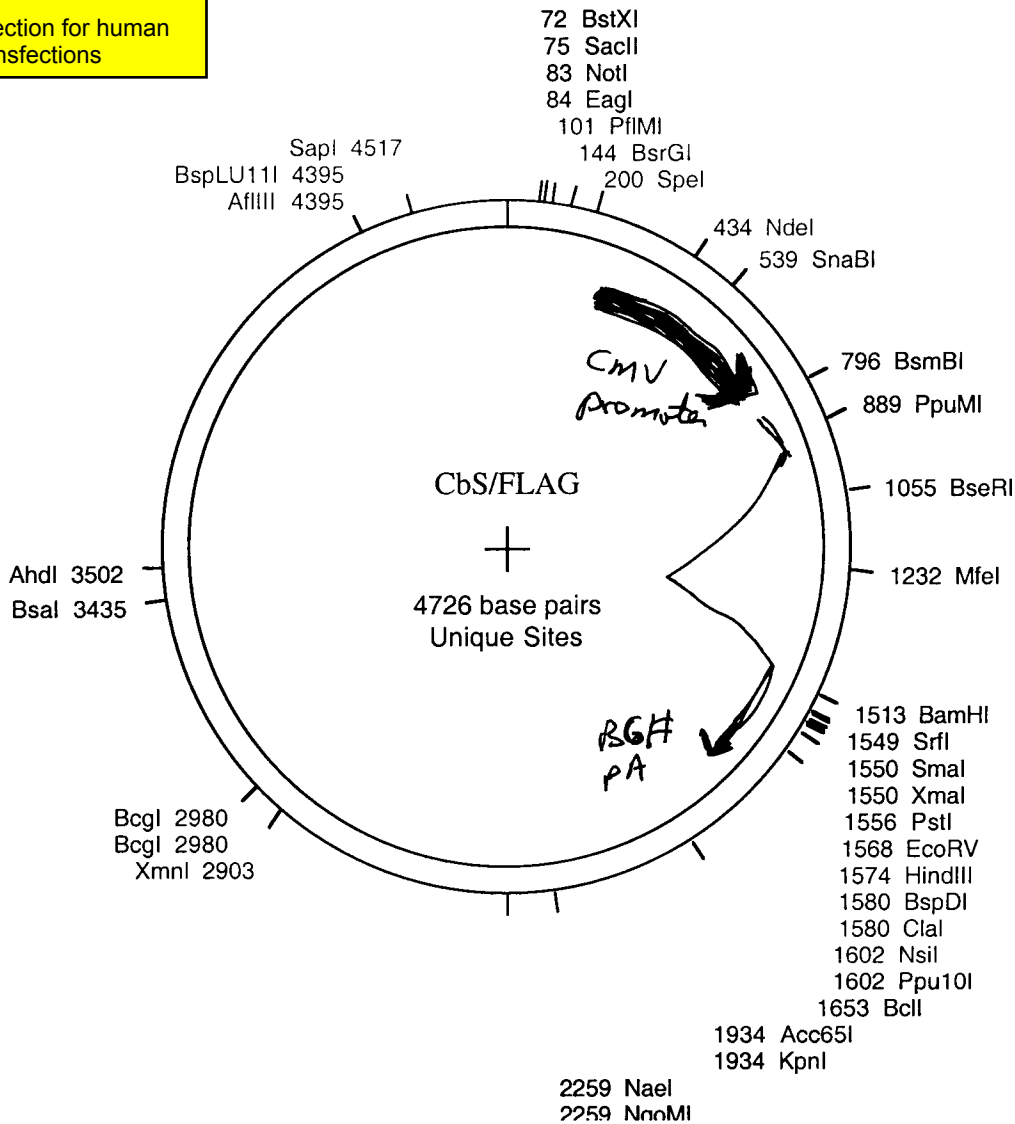 ection for human
nsfections
72 BstXI
75 SacII
83 NotI
84 EagI
101 PflMI
144 BsrGI
200 SpeI
SapI 4517
BspLU11I 4395
AflIII 4395
434 NdeI
539 SnaBI
796 BsmBI
889 PpuMI
1055 BseRI
1232 MfeI
CMV
promoter
CbS/FLAG
4726 base pairs
Unique Sites
AhdI 3502
BsaI 3435
BGH
pA
1513 BamHI
1549 SrfI
1550 SmaI
1550 XmaI
1556 PstI
1568 EcoRV
1574 HindIII
1580 BspDI
1580 ClaI
1602 NsiI
1602 Ppu10I
1653 BclI
BcgI 2980
BcgI 2980
XmnI 2903
1934 Acc65I
1934 KpnI
2259 NaeI
2259 NgoMI